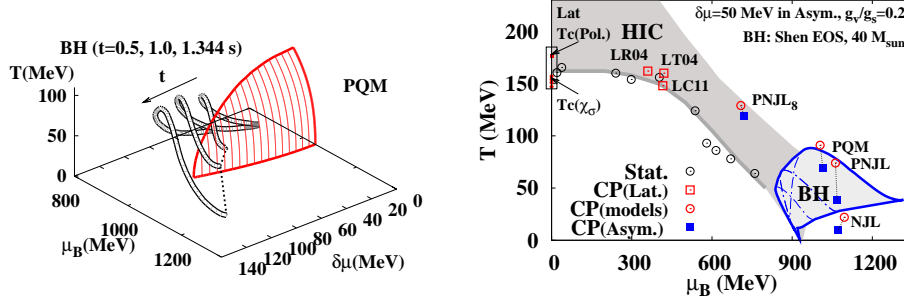 BH (t=0.5, 1.0, 1.344 s)
T(MeV)
t
PQM
100
50
0
800
1000
1200
μB(MeV)
140
120
100
80
60
40
20
0
δμ(MeV)
δμ=50 MeV in Asym., gv/gs=0.2
BH: Shen EOS, 40 Msun
Lat
HIC
Tc(Pol.)
LR04
LT04
LC11
Tc(χσ)
PNJL8
PQM
PNJL
BH
NJL
Stat.
CP(Lat.)
CP(models)
CP(Asym.)
T (MeV)
200
150
100
50
0
0
300
600
900
1200
μB (MeV)